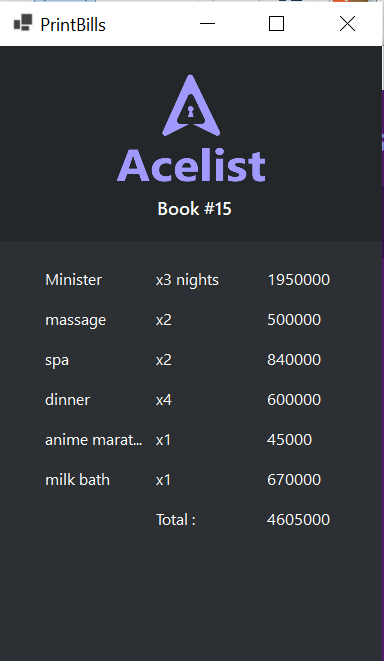 PrintBills
Acelist
Book #15
Minister x3 nights 1950000
massage x2 500000
spa x2 840000
dinner x4 600000
anime marat... x1 45000
milk bath x1 670000
Total : 4605000